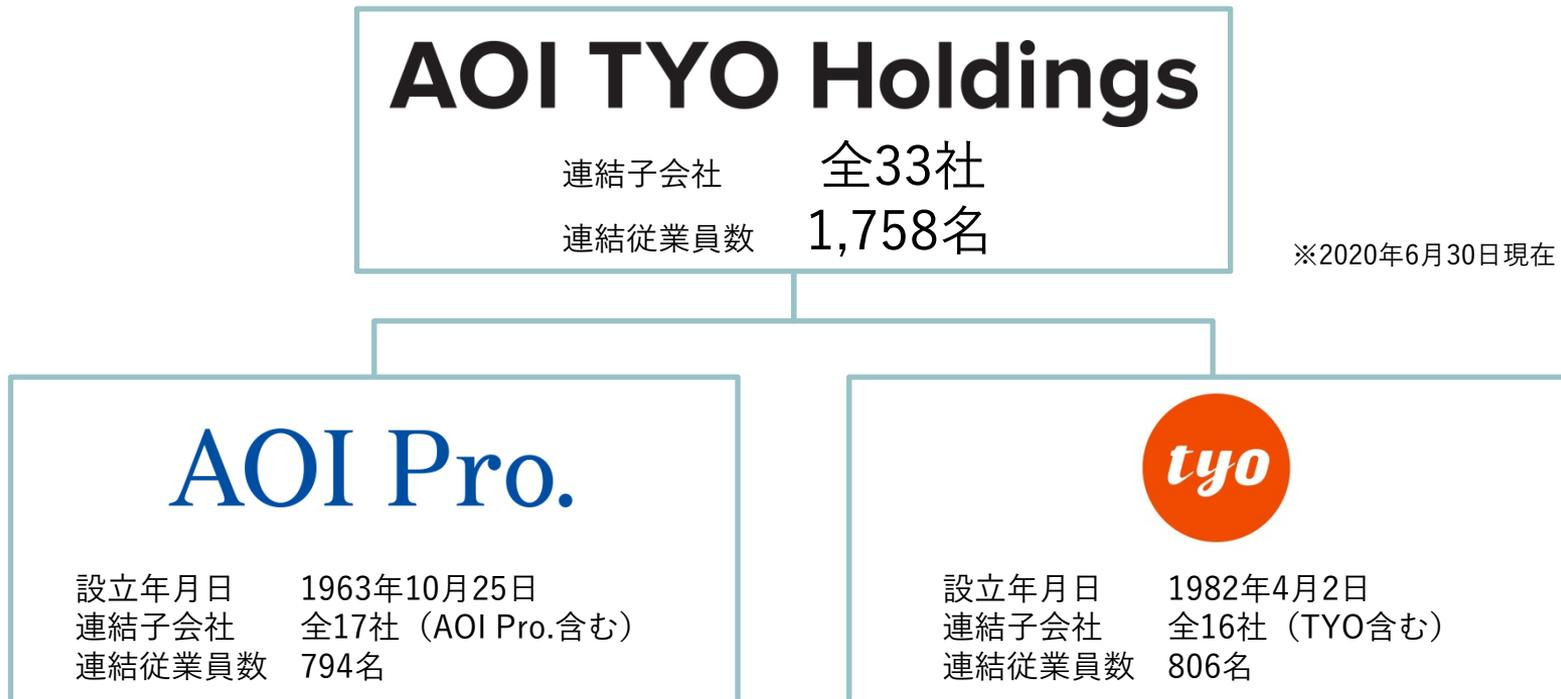 AOI TYO Holdings
連結子会社 全33社
連結従業員数 1,758名
※2020年6月30日現在
AOI Pro.
設立年月日 1963年10月25日
連結子会社 全17社（AOI Pro.含む）
連結従業員数 794名
tyo
設立年月日 1982年4月2日
連結子会社 全16社（TYO含む）
連結従業員数 806名